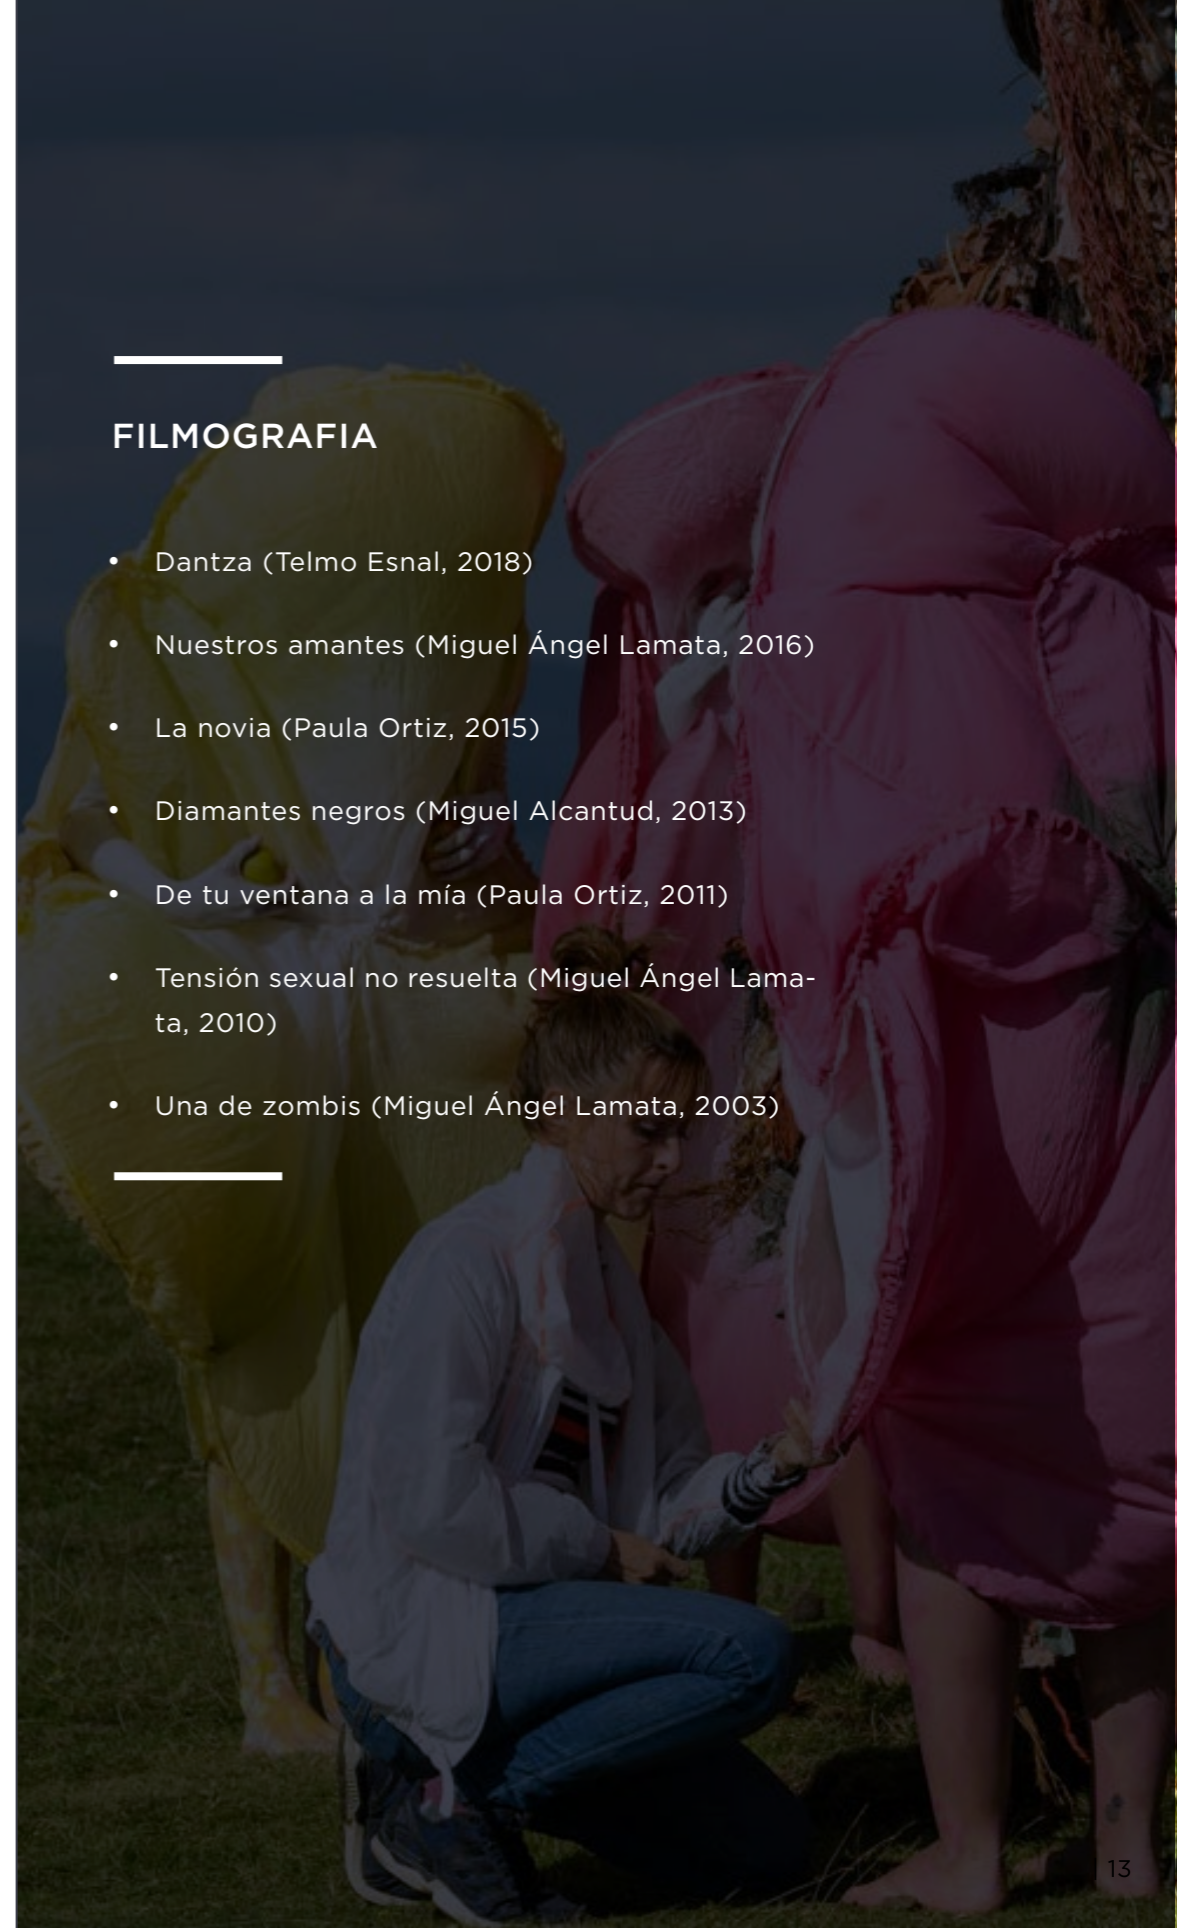 FILMOGRAFIA
• Dantza (Telmo Esnal, 2018)
• Nuestros amantes (Miguel Ángel Lamata, 2016)
• La novia (Paula Ortiz, 2015)
• Diamantes negros (Miguel Alcantud, 2013)
• De tu ventana a la mía (Paula Ortiz, 2011)
• Tensión sexual no resuelta (Miguel Ángel Lama-
ta, 2010)
• Una de zombis (Miguel Ángel Lamata, 2003)
| 13